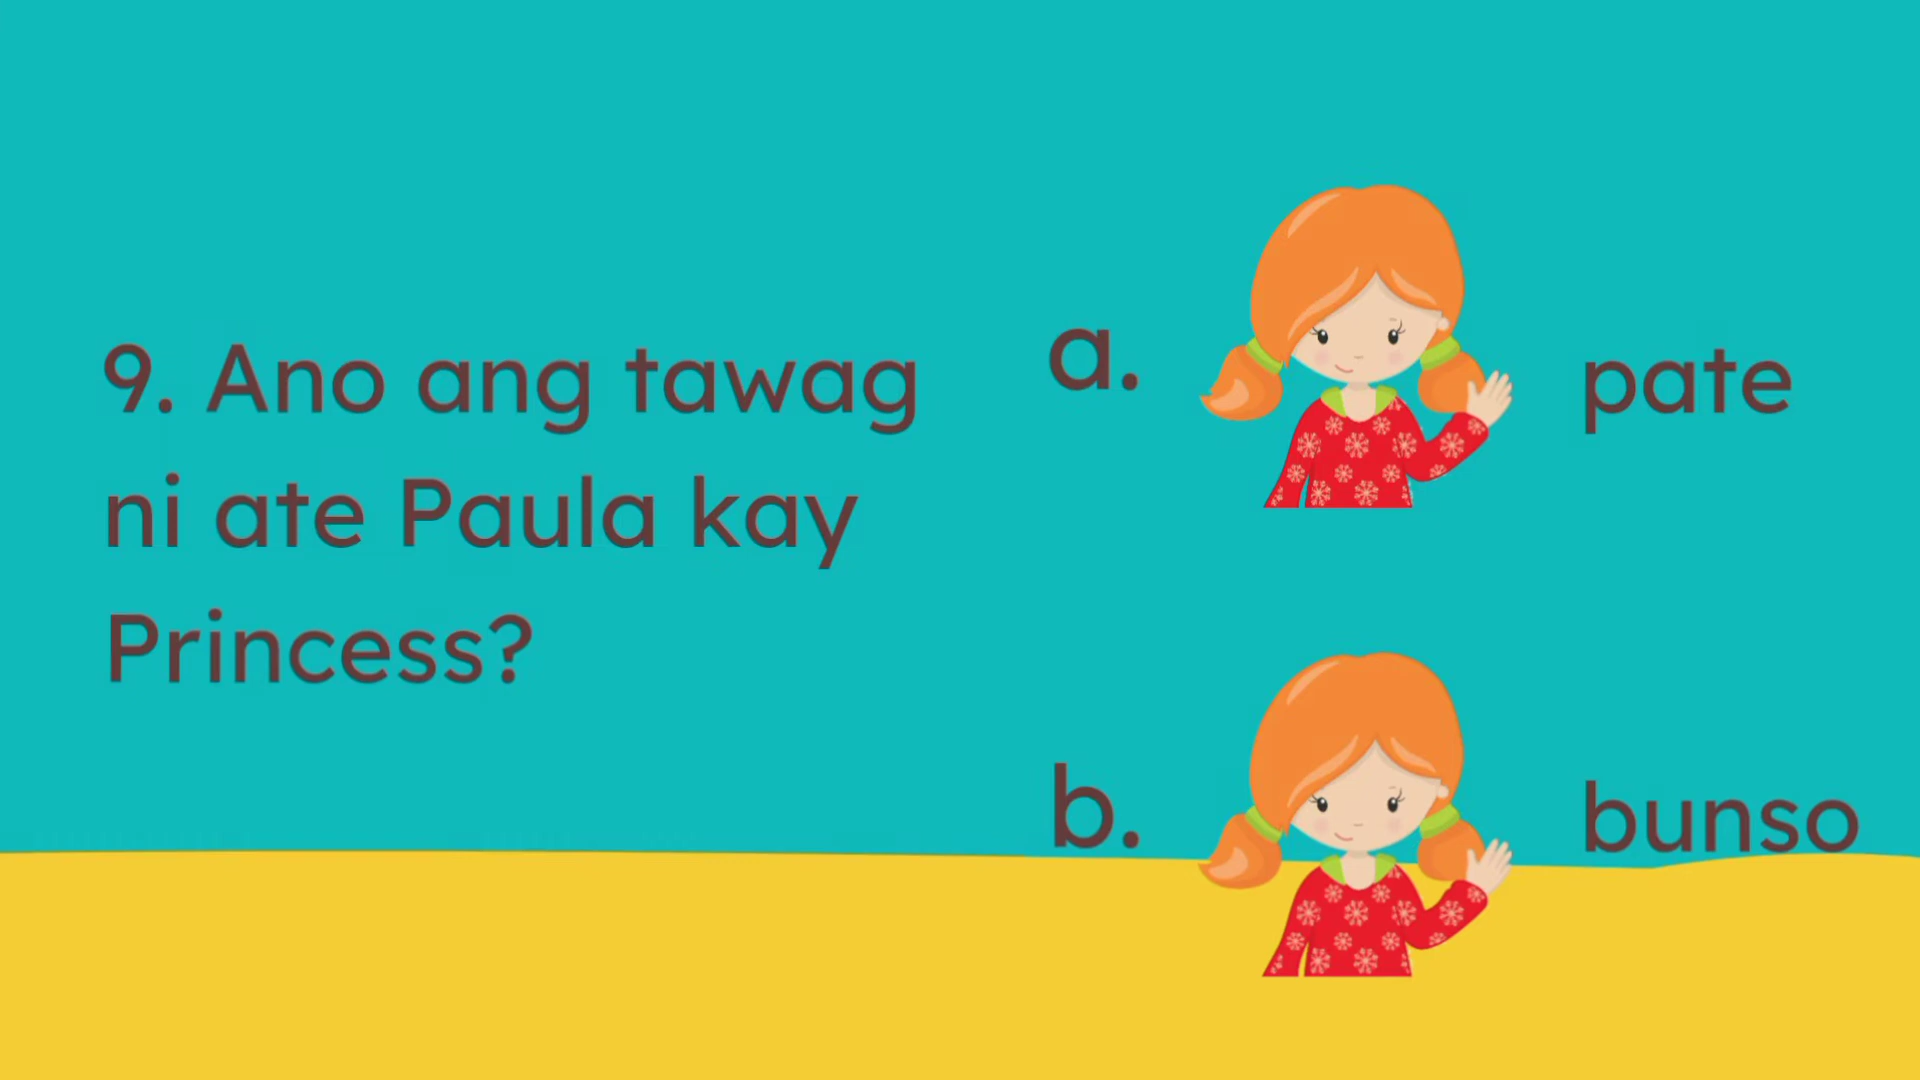 9. Ano ang tawag
ni ate Paula kay
Princess?
a.
pate
b.
bunso